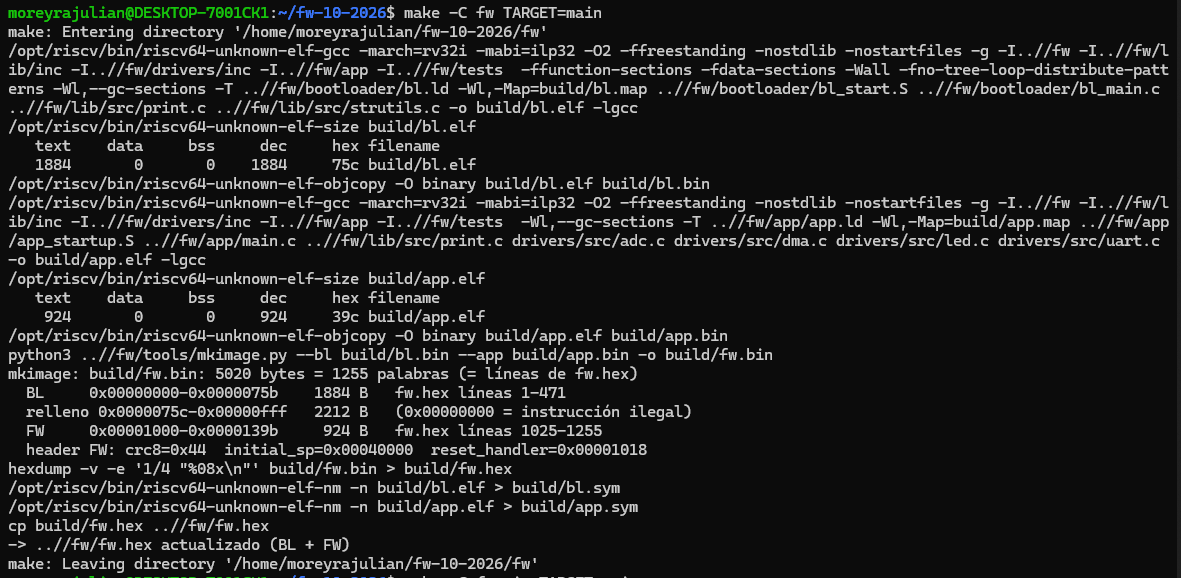 moreyrajulian@DESKTOP-7001CK1:~/fw-10-2026$ make -C fw TARGET=main
make: Entering directory '/home/moreyrajulian/fw-10-2026/fw'
/opt/riscv/bin/riscv64-unknown-elf-gcc -march=rv32i -mabi=ilp32 -O2 -ffreestanding -nostdlib -nostartfiles -g -I..//fw -I..//fw/l
ib/inc -I..//fw/drivers/inc -I..//fw/app -I..//fw/tests  -ffunction-sections -fdata-sections -Wall -fno-tree-loop-distribute-patt
erns -Wl,--gc-sections -T ..//fw/bootloader/bl.ld -Wl,-Map=build/bl.map ..//fw/bootloader/bl_start.S ..//fw/bootloader/bl_main.c
..//fw/lib/src/print.c ..//fw/lib/src/strutils.c -o build/bl.elf -lgcc
/opt/riscv/bin/riscv64-unknown-elf-size build/bl.elf
   text    data     bss     dec     hex filename
   1884       0       0    1884     75c build/bl.elf
/opt/riscv/bin/riscv64-unknown-elf-objcopy -O binary build/bl.elf build/bl.bin
/opt/riscv/bin/riscv64-unknown-elf-gcc -march=rv32i -mabi=ilp32 -O2 -ffreestanding -nostdlib -nostartfiles -g -I..//fw -I..//fw/l
ib/inc -I..//fw/drivers/inc -I..//fw/app -I..//fw/tests  -Wl,--gc-sections -T ..//fw/app/app.ld -Wl,-Map=build/app.map ..//fw/app
/app_startup.S ..//fw/app/main.c ..//fw/lib/src/print.c drivers/src/adc.c drivers/src/dma.c drivers/src/led.c drivers/src/uart.c
-o build/app.elf -lgcc
/opt/riscv/bin/riscv64-unknown-elf-size build/app.elf
   text    data     bss     dec     hex filename
    924       0       0     924     39c build/app.elf
/opt/riscv/bin/riscv64-unknown-elf-objcopy -O binary build/app.elf build/app.bin
python3 ..//fw/tools/mkimage.py --bl build/bl.bin --app build/app.bin -o build/fw.bin
mkimage: build/fw.bin: 5020 bytes = 1255 palabras (= líneas de fw.hex)
  BL     0x00000000-0x0000075b    1884 B   fw.hex líneas 1-471
  relleno 0x0000075c-0x00000fff   2212 B   (0x00000000 = instrucción ilegal)
  FW     0x00001000-0x0000139b     924 B   fw.hex líneas 1025-1255
  header FW: crc8=0x44  initial_sp=0x00040000  reset_handler=0x00001018
hexdump -v -e '1/4 "%08x\n"' build/fw.bin > build/fw.hex
/opt/riscv/bin/riscv64-unknown-elf-nm -n build/bl.elf > build/bl.sym
/opt/riscv/bin/riscv64-unknown-elf-nm -n build/app.elf > build/app.sym
cp build/fw.hex ..//fw/fw.hex
-> ..//fw/fw.hex actualizado (BL + FW)
make: Leaving directory '/home/moreyrajulian/fw-10-2026/fw'